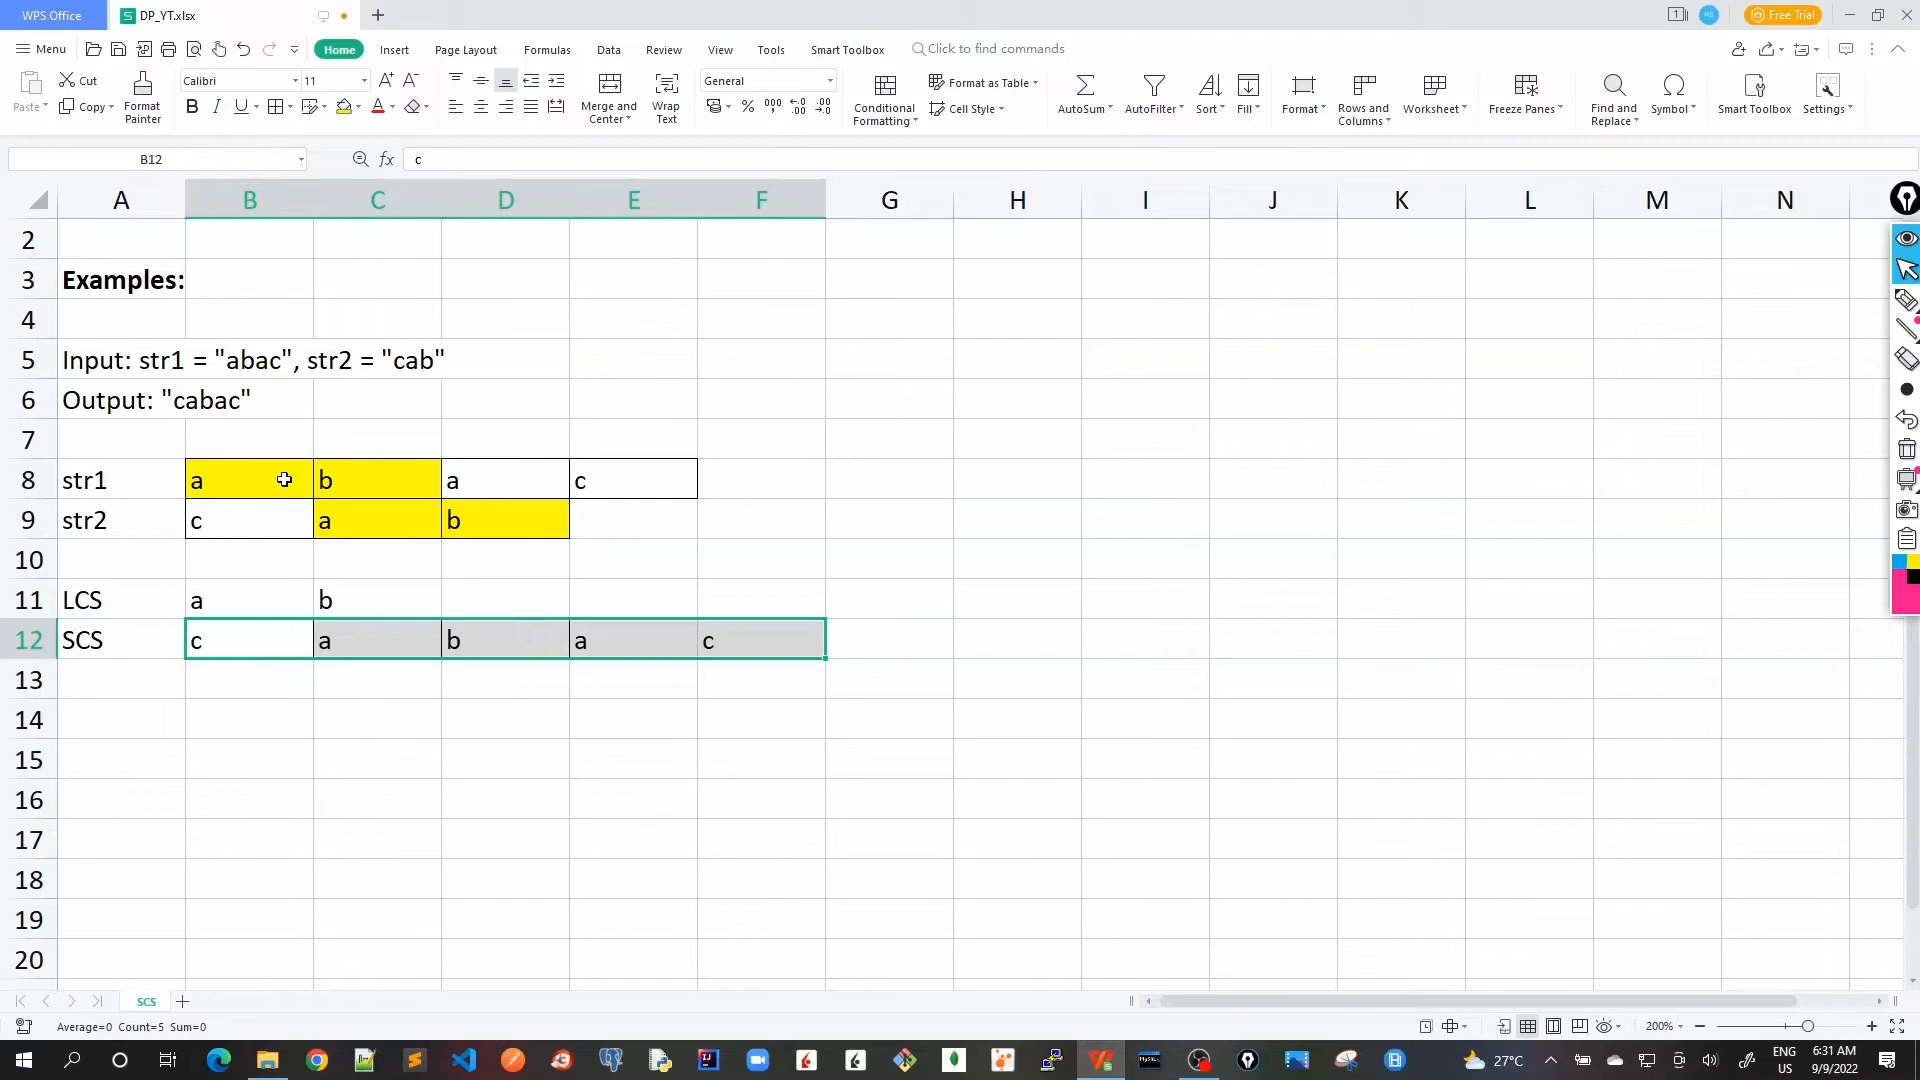 WPS Office DP_YT.xlsx + 1 RS Free Trial
Menu Home Insert Page Layout Formulas Data Review View Tools Smart Toolbox Click to find commands
Paste Cut Copy Format Painter Calibri 11 Merge and Center Wrap Text General Conditional Formatting Format as Table Cell Style AutoSum AutoFilter Sort Fill Format Rows and Columns Worksheet Freeze Panes Find and Replace Symbol Smart Toolbox Settings
B12 fx c
A B C D E F G H I J K L M N
2
3 Examples:
4
5 Input: str1 = "abac", str2 = "cab"
6 Output: "cabac"
7
8 str1 a b a c
9 str2 c a b
10
11 LCS a b
12 SCS c a b a c
13
14
15
16
17
18
19
20
SCS +
Average=0 Count=5 Sum=0 200%
27°C ENG US 6:31 AM 9/9/2022